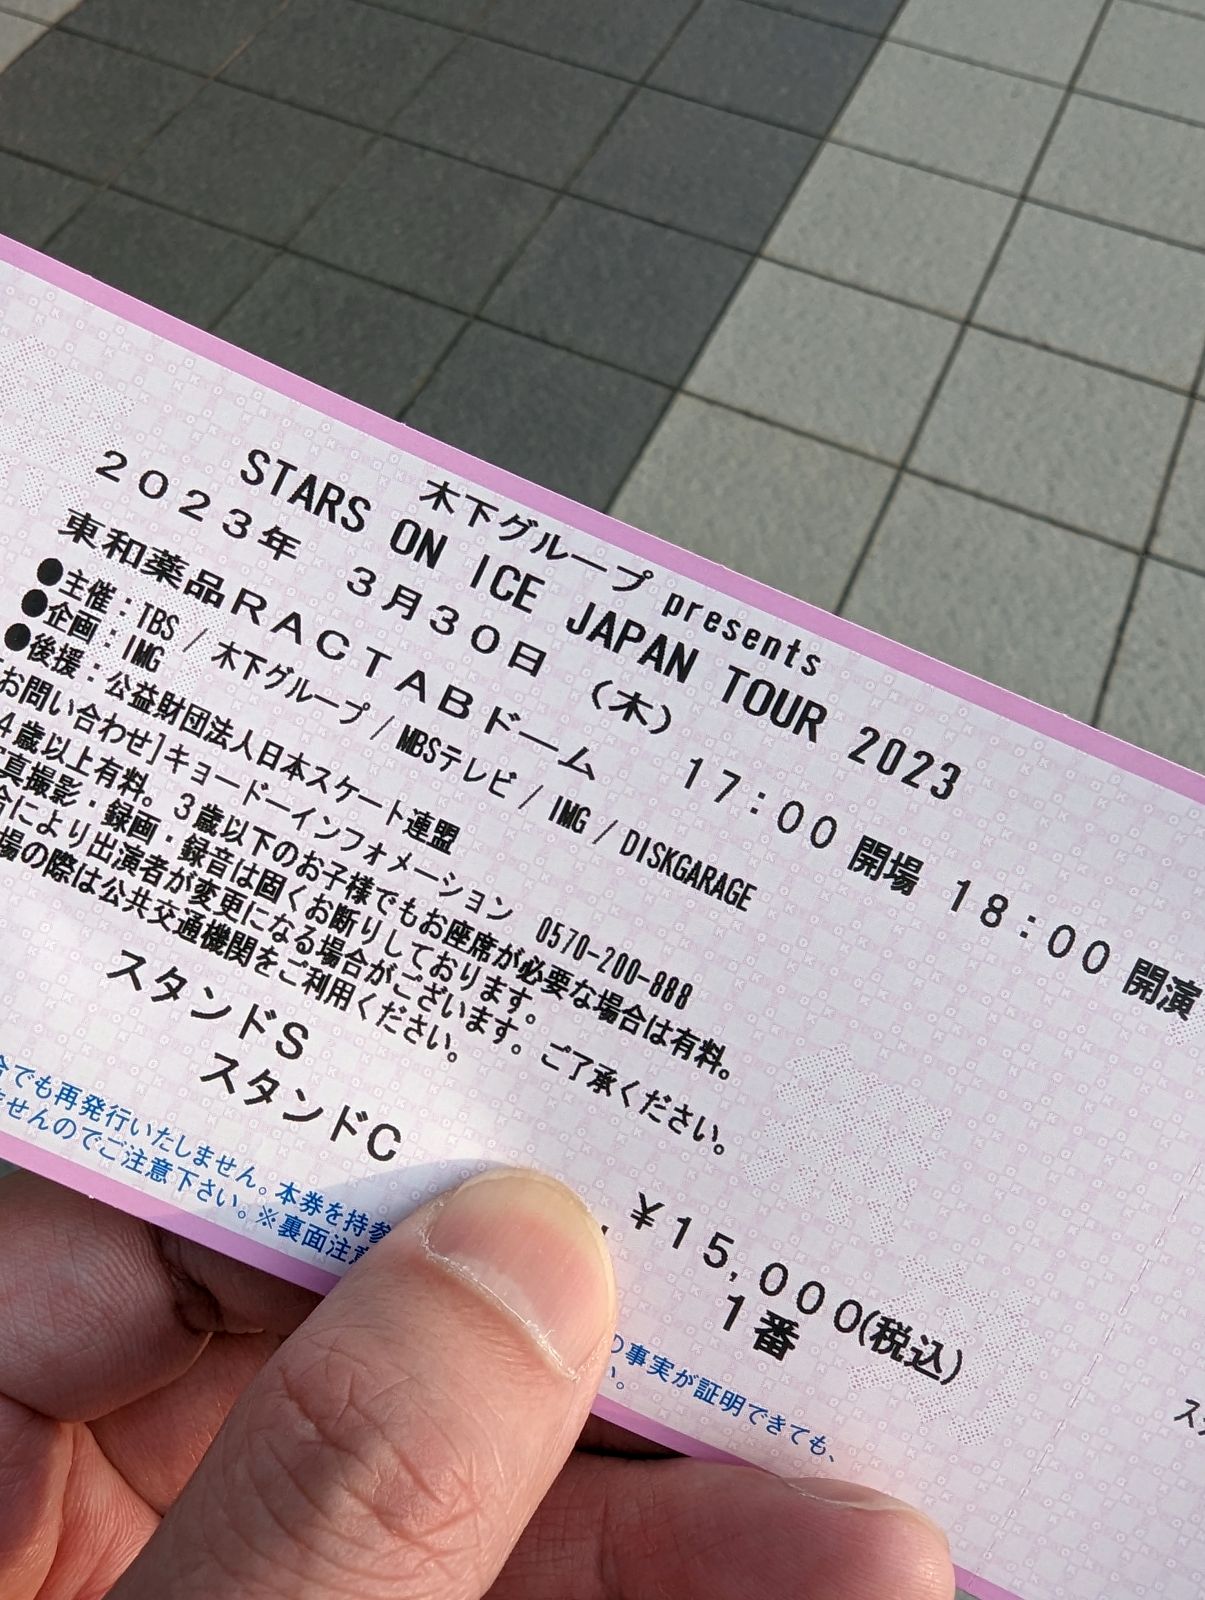 木下グループ presents
STARS ON ICE JAPAN TOUR 2023
2023年 3月30日 (木) 17:00 開場 18:00 開演
東和薬品RACTABドーム
●主催：TBS / 木下グループ / MBSテレビ / IMG / DISKGARAGE
●企画：IMG
●後援：公益財団法人日本スケート連盟
お問い合わせ]キョードーインフォメーション 0570-200-888
4歳以上有料。3歳以下のお子様でもお座席が必要な場合は有料。
真撮影・録画・録音は固くお断りしております。
合により出演者が変更になる場合がございます。ご了承ください。
場の際は公共交通機関をご利用ください。
スタンドS ￥15,000(税込)
スタンドC 1番
合でも再発行いたしません。本券を持参 の事実が証明できても、
ませんのでご注意下さい。※裏面注意 い。